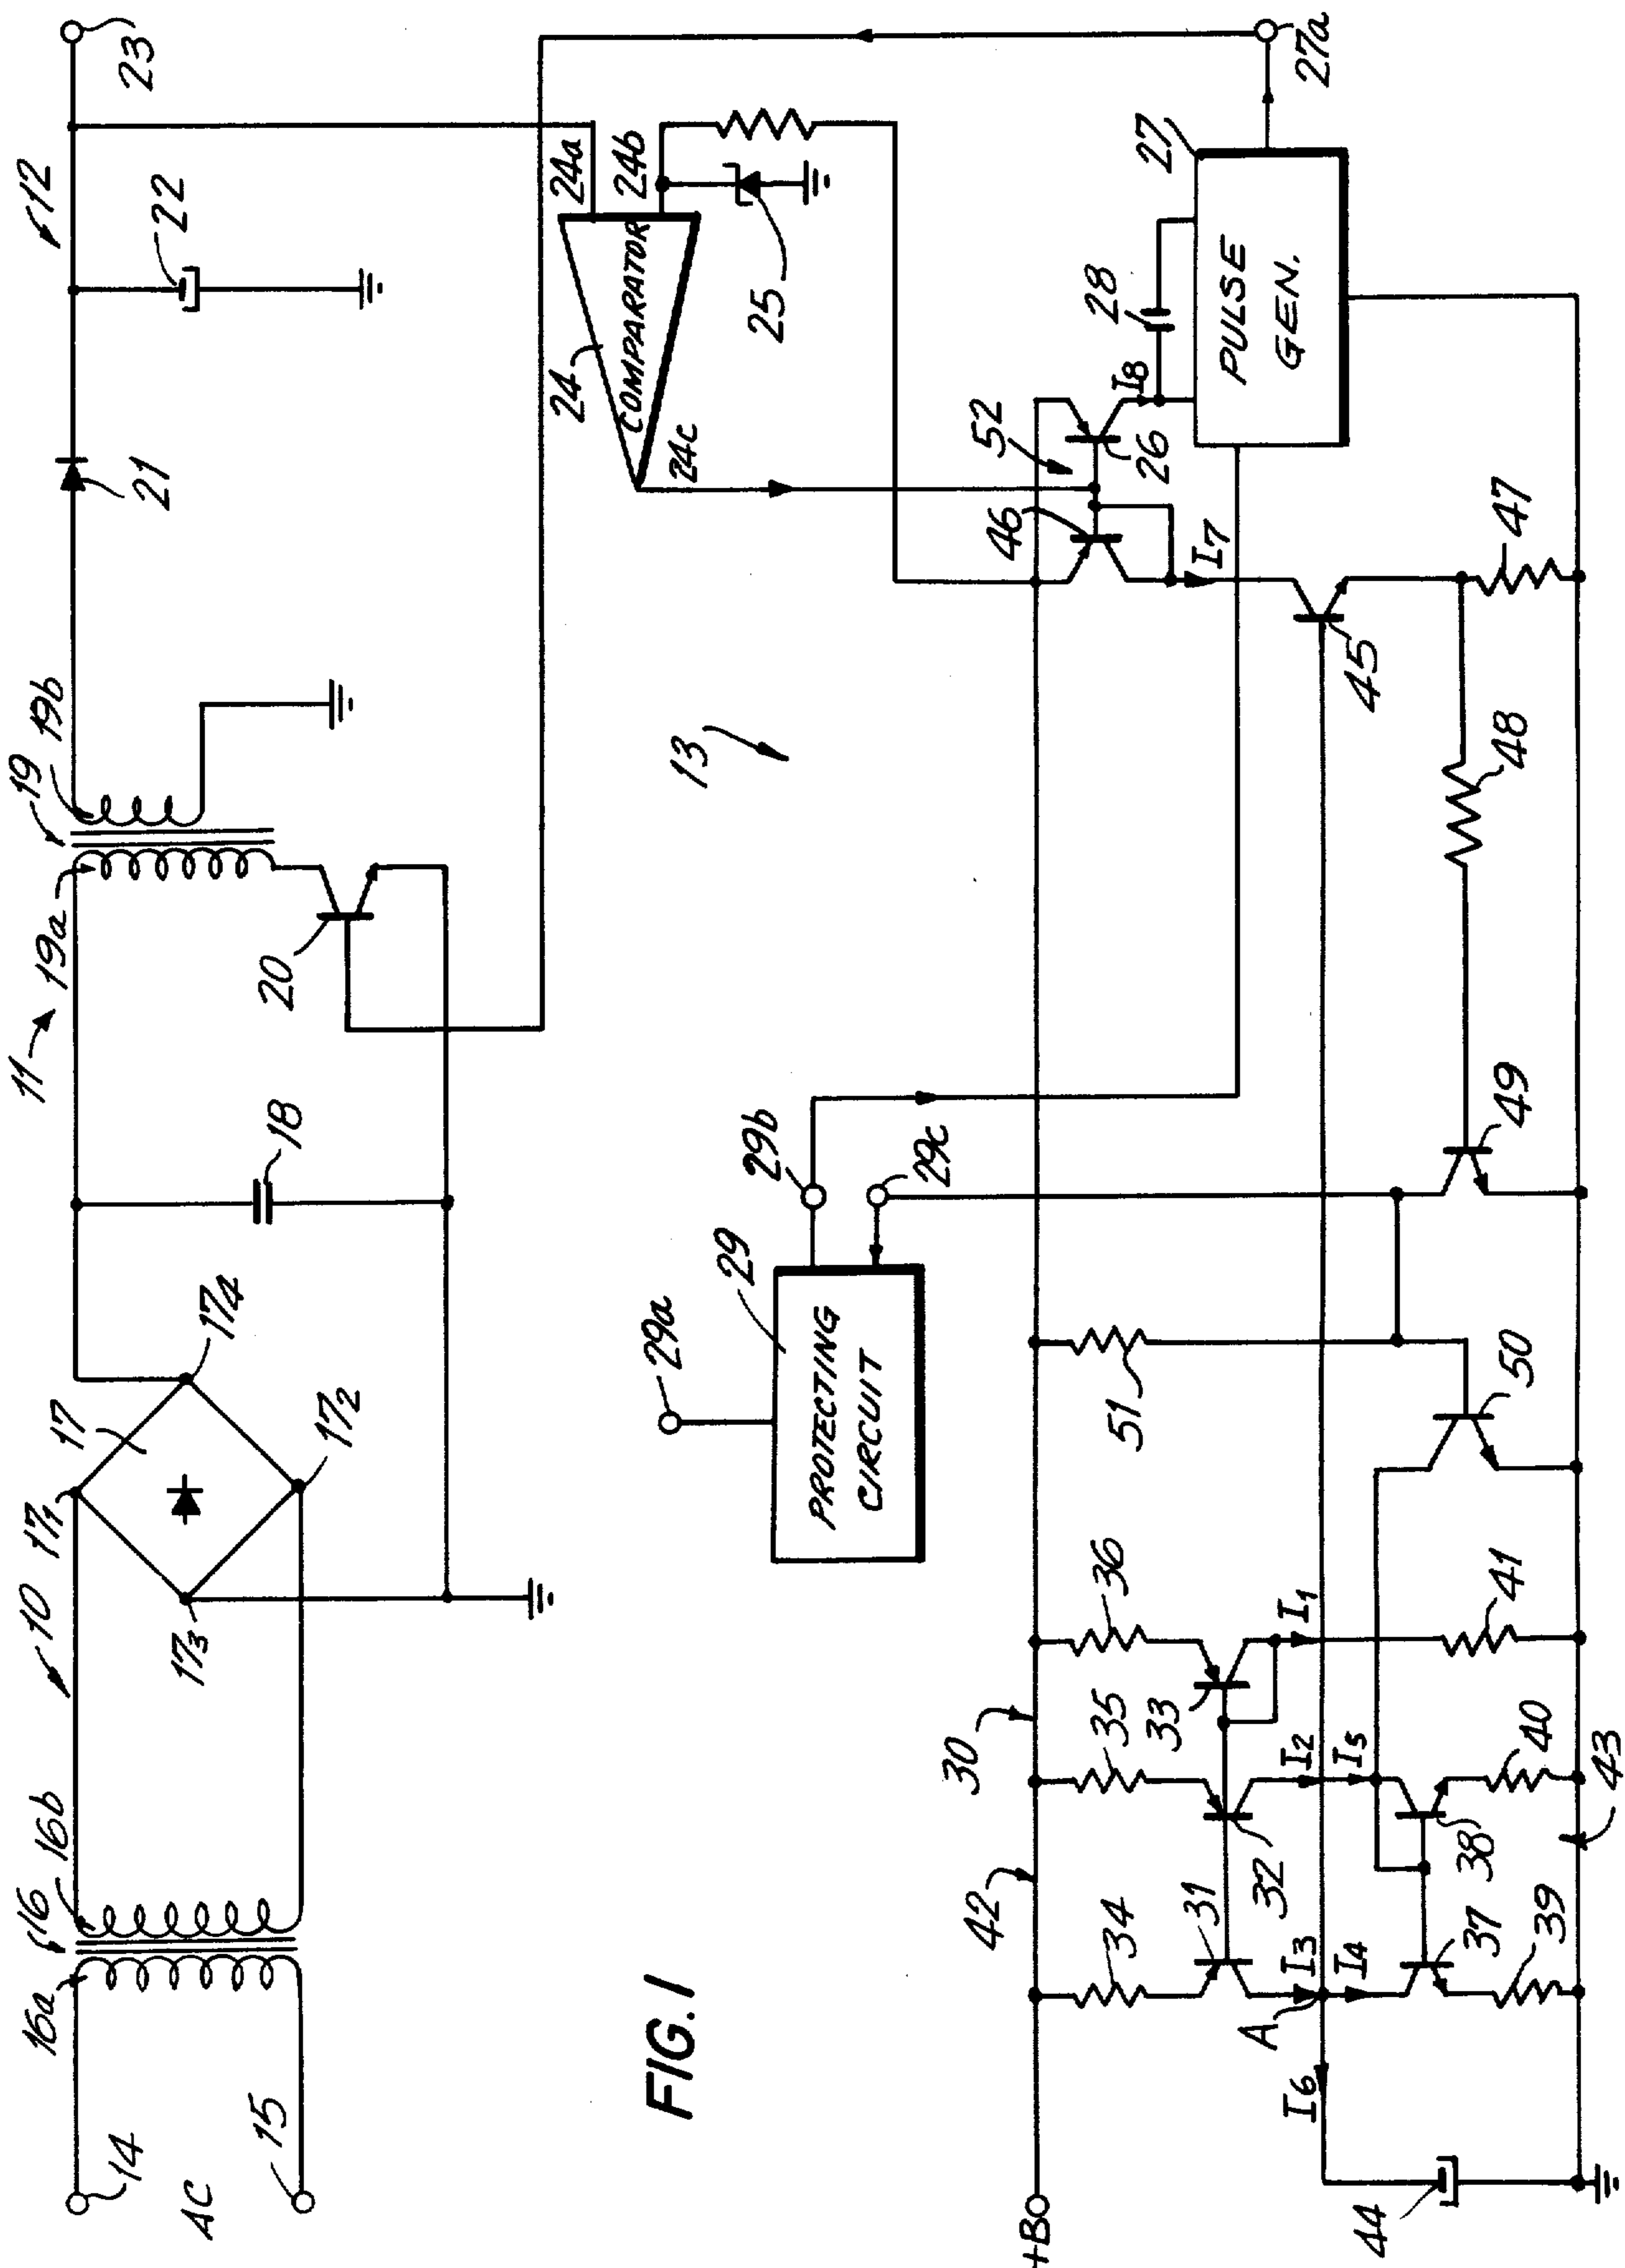 FIG. 1
10
11
12
14
AC
15
16a
16
16b
17₁
17
17₂
17₃
17₄
18
19a
19
19b
20
21
22
23
24
COMPARATOR
24a
24b
24c
25
13
29a
29
PROTECTING
CIRCUIT
29b
29c
+B
42
30
34
35
36
31
32
33
I₃
I₂
I₁
A
I₆
I₄
I₅
44
37
38
39
40
41
43
51
50
49
48
47
45
46
52
26
I₇
I₈
28
27
PULSE
GEN.
27a